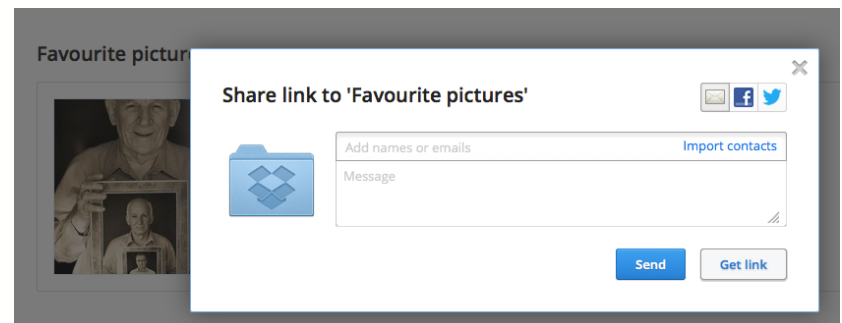 Favourite pictur
Share link to 'Favourite pictures'
Add names or emails
Import contacts
Message
Send
Get link